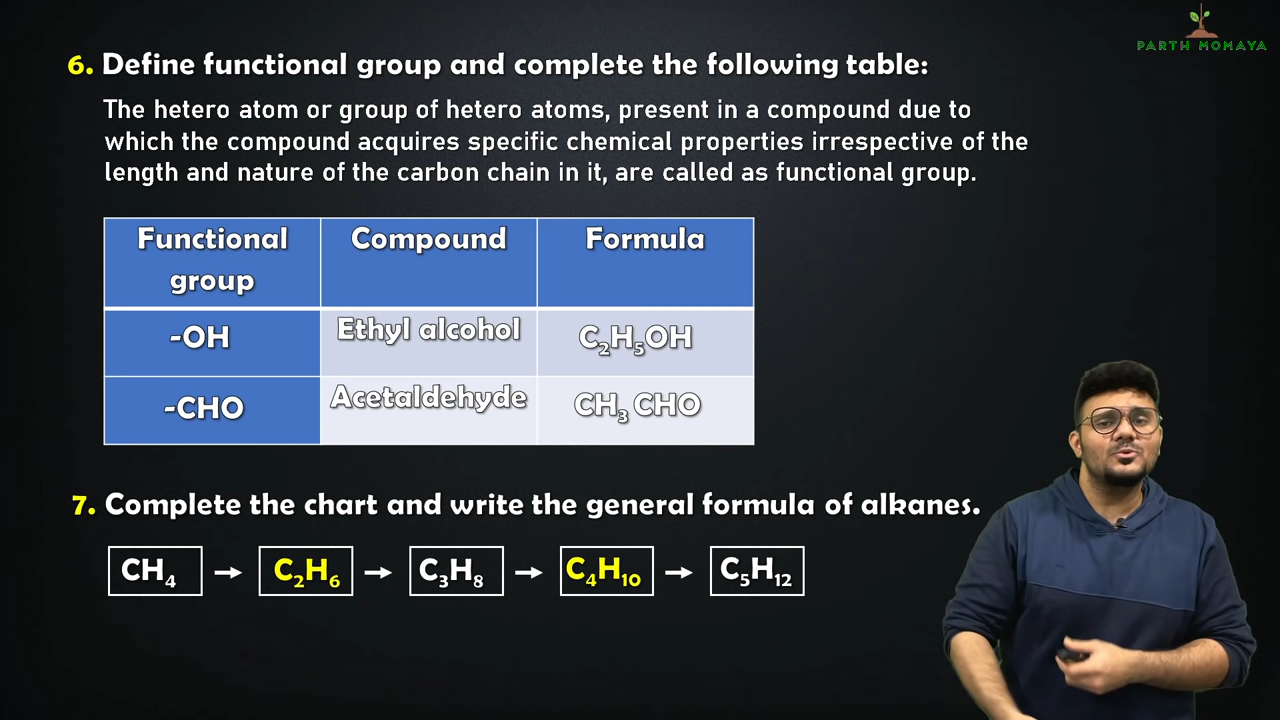 PARTH MOMAYA
6. Define functional group and complete the following table:
The hetero atom or group of hetero atoms, present in a compound due to
which the compound acquires specific chemical properties irrespective of the
length and nature of the carbon chain in it, are called as functional group.
Functional group Compound Formula
-OH Ethyl alcohol C₂H₅OH
-CHO Acetaldehyde CH₃ CHO
7. Complete the chart and write the general formula of alkanes.
CH₄ → C₂H₆ → C₃H₈ → C₄H₁₀ → C₅H₁₂